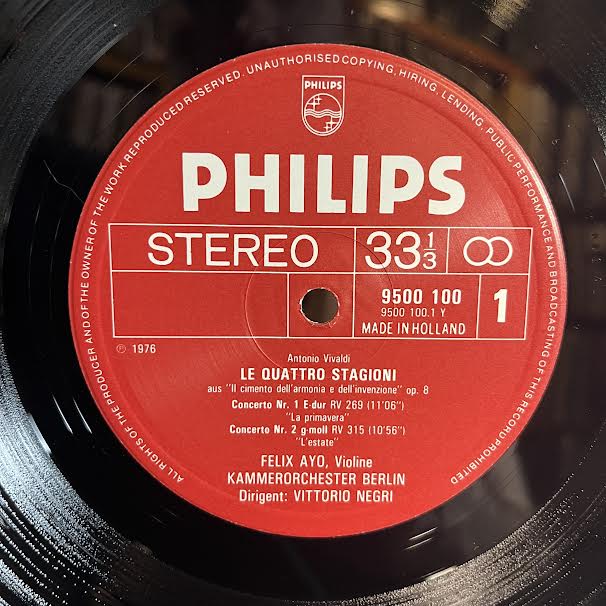 ALL RIGHTS OF THE PRODUCER AND OF THE OWNER OF THE WORK REPRODUCED RESERVED. UNAUTHORISED COPYING, HIRING, LENDING, PUBLIC PERFORMANCE AND BROADCASTING OF THIS RECORD PROHIBITED
PHILIPS
PHILIPS
STEREO 33 1/3
9500 100
9500 100.1 Y
MADE IN HOLLAND
1
℗ 1976
Antonio Vivaldi
LE QUATTRO STAGIONI
aus "Il cimento dell'armonia e dell'invenzione" op. 8
Concerto Nr. 1 E-dur RV 269 (11'06")
"La primavera"
Concerto Nr. 2 g-moll RV 315 (10'56")
"L'estate"
FELIX AYO, Violine
KAMMERORCHESTER BERLIN
Dirigent: VITTORIO NEGRI